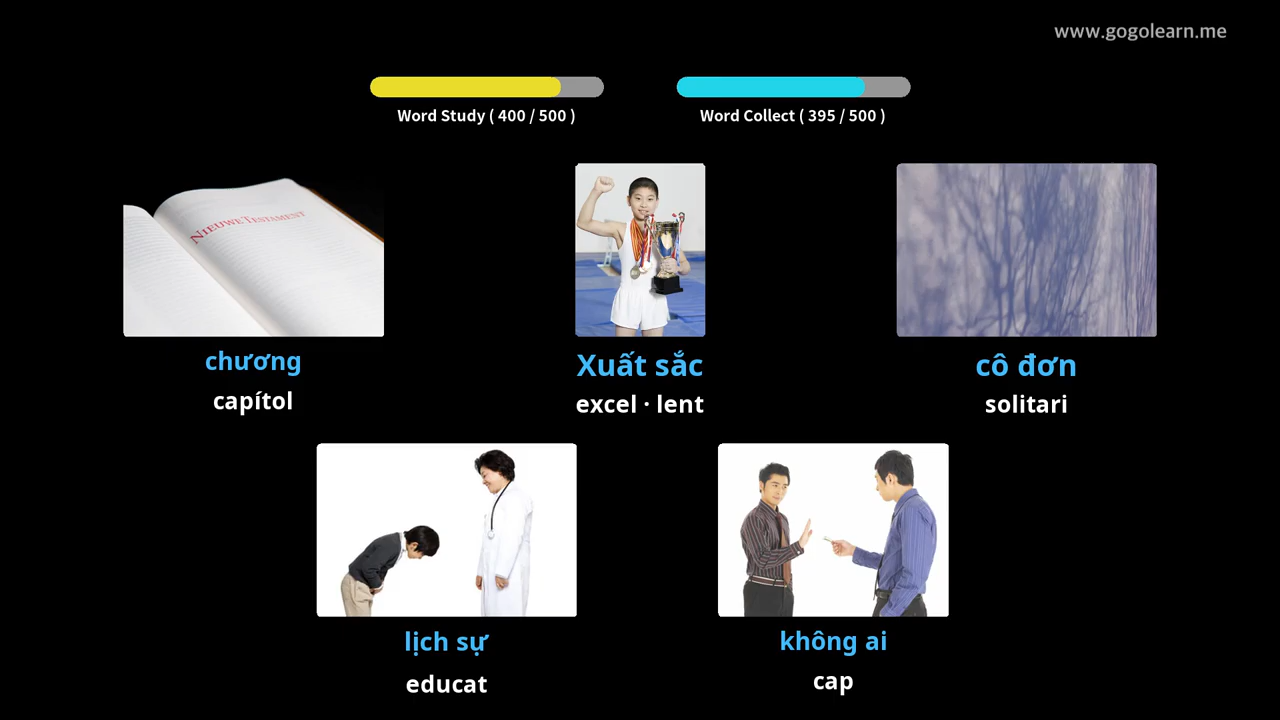 www.gogolearn.me
Word Study ( 400 / 500 )
Word Collect ( 395 / 500 )
NIEUWE TESTAMENT
chương
capítol
Xuất sắc
excel · lent
cô đơn
solitari
lịch sự
educat
không ai
cap